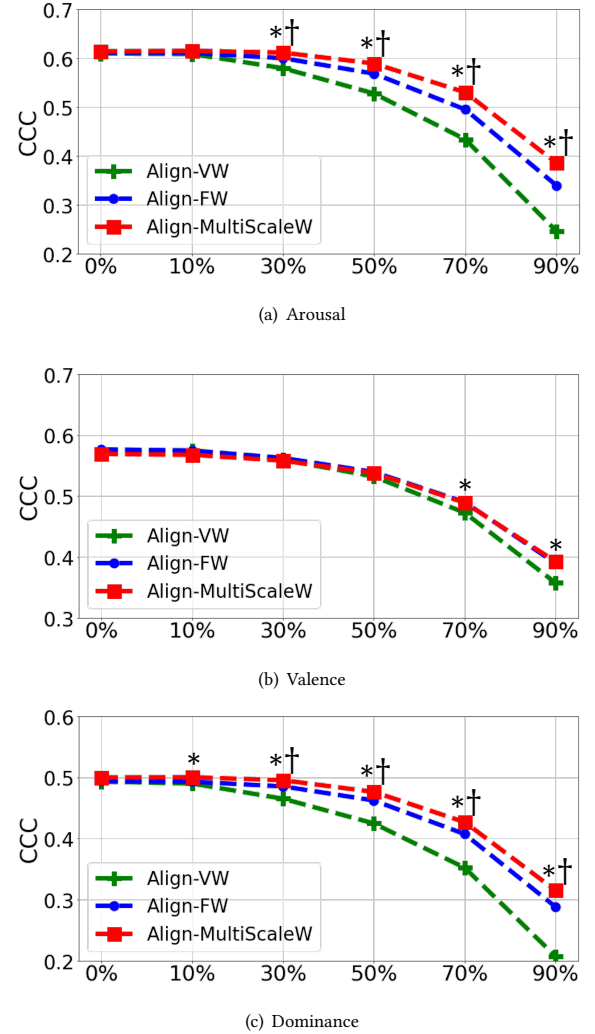 0.7
*†
0.6
*†
*†
0.5
CCC
0.4
*†
Align-VW
0.3
Align-FW
Align-MultiScaleW
0.2
0% 10% 30% 50% 70% 90%
(a) Arousal
0.7
0.6
CCC
0.5
*
0.4
*
Align-VW
Align-FW
Align-MultiScaleW
0.3
0% 10% 30% 50% 70% 90%
(b) Valence
0.6
* *† *†
0.5
*†
CCC
0.4
*†
Align-VW
0.3
Align-FW
Align-MultiScaleW
0.2
0% 10% 30% 50% 70% 90%
(c) Dominance